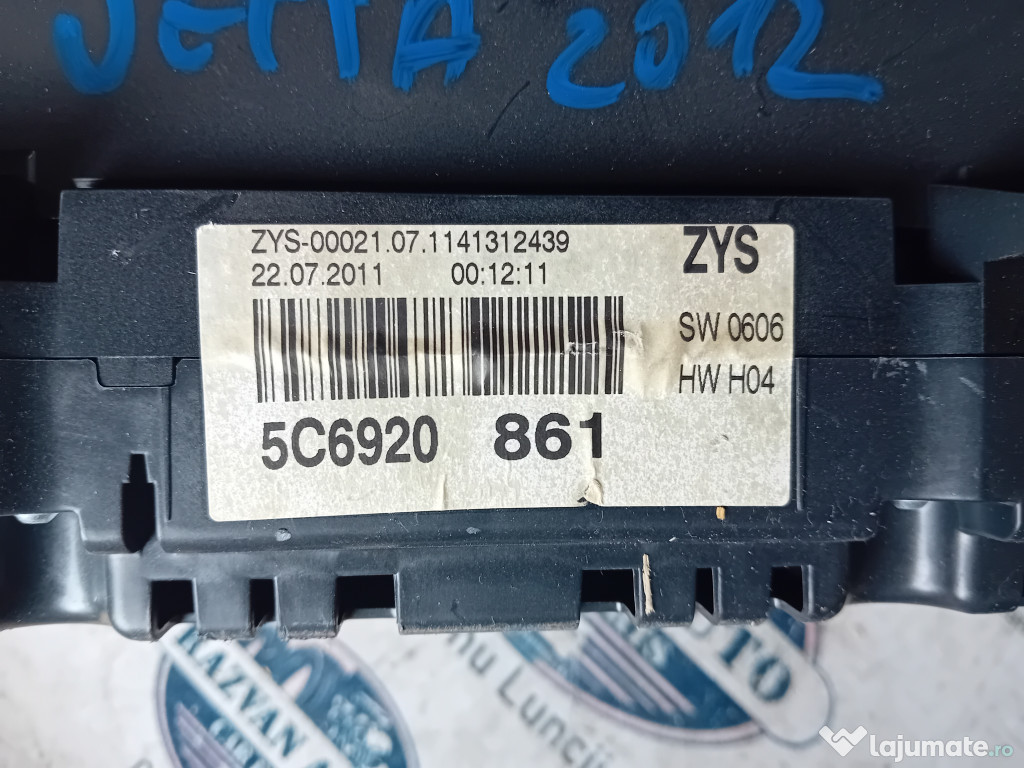 JETTA 2012
ZYS-00021.07.1141312439
22.07.2011 00:12:11
ZYS
SW 0606
HW H04
5C6920 861
RAZVAN
lajumate.ro